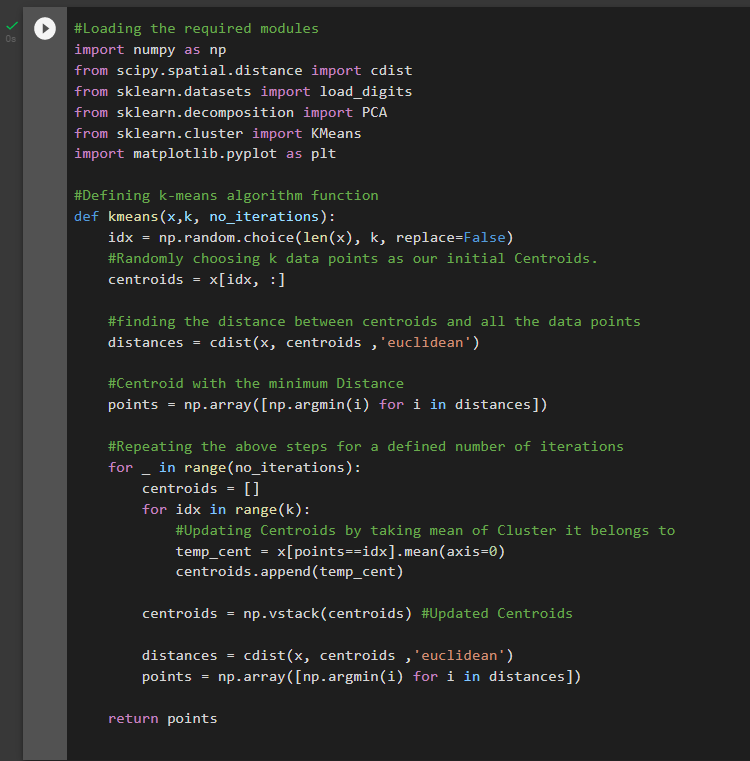 0s
#Loading the required modules
import numpy as np
from scipy.spatial.distance import cdist
from sklearn.datasets import load_digits
from sklearn.decomposition import PCA
from sklearn.cluster import KMeans
import matplotlib.pyplot as plt
#Defining k-means algorithm function
def kmeans(x,k, no_iterations):
    idx = np.random.choice(len(x), k, replace=False)
    #Randomly choosing k data points as our initial Centroids.
    centroids = x[idx, :]
    #finding the distance between centroids and all the data points
    distances = cdist(x, centroids ,'euclidean')
    #Centroid with the minimum Distance
    points = np.array([np.argmin(i) for i in distances])
    #Repeating the above steps for a defined number of iterations
    for _ in range(no_iterations):
        centroids = []
        for idx in range(k):
            #Updating Centroids by taking mean of Cluster it belongs to
            temp_cent = x[points==idx].mean(axis=0)
            centroids.append(temp_cent)
        centroids = np.vstack(centroids) #Updated Centroids
        distances = cdist(x, centroids ,'euclidean')
        points = np.array([np.argmin(i) for i in distances])
    return points